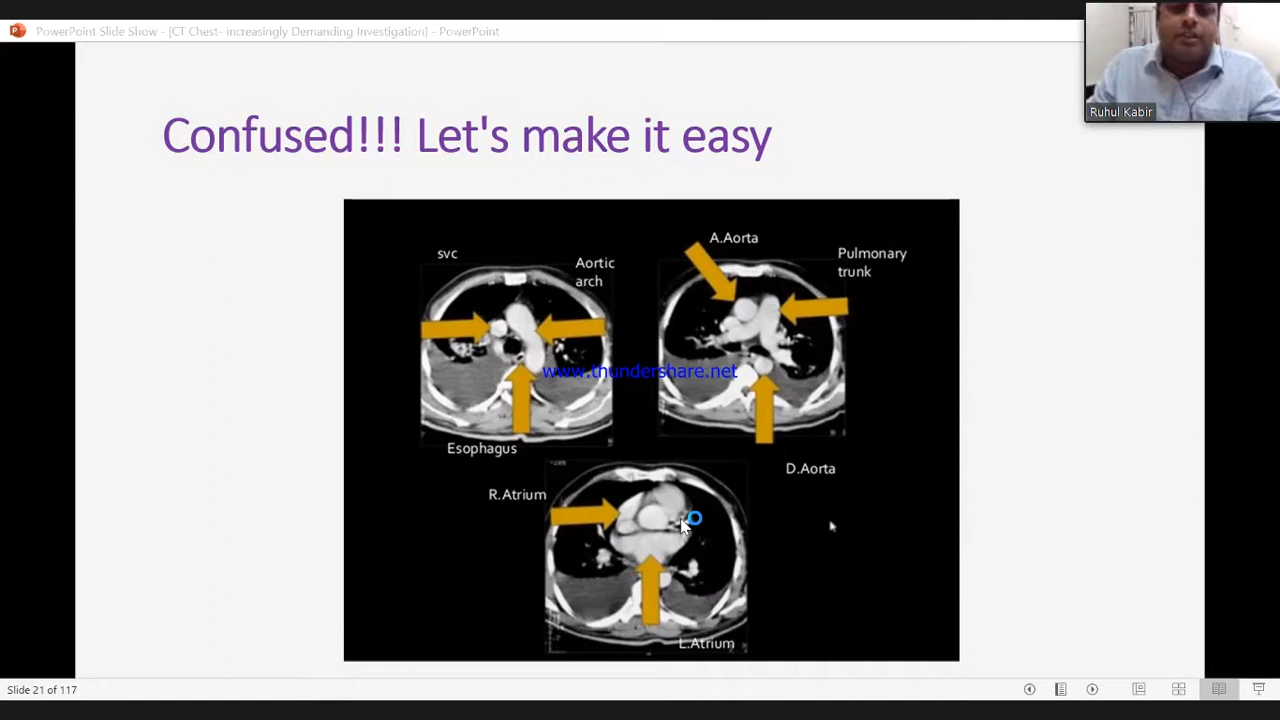 PowerPoint Slide Show - [CT Chest- increasingly Demanding Investigation] - PowerPoint
Ruhul Kabir
Confused!!! Let's make it easy
svc
Aortic
arch
A.Aorta
Pulmonary
trunk
www.thundershare.net
Esophagus
D.Aorta
R.Atrium
L.Atrium
Slide 21 of 117